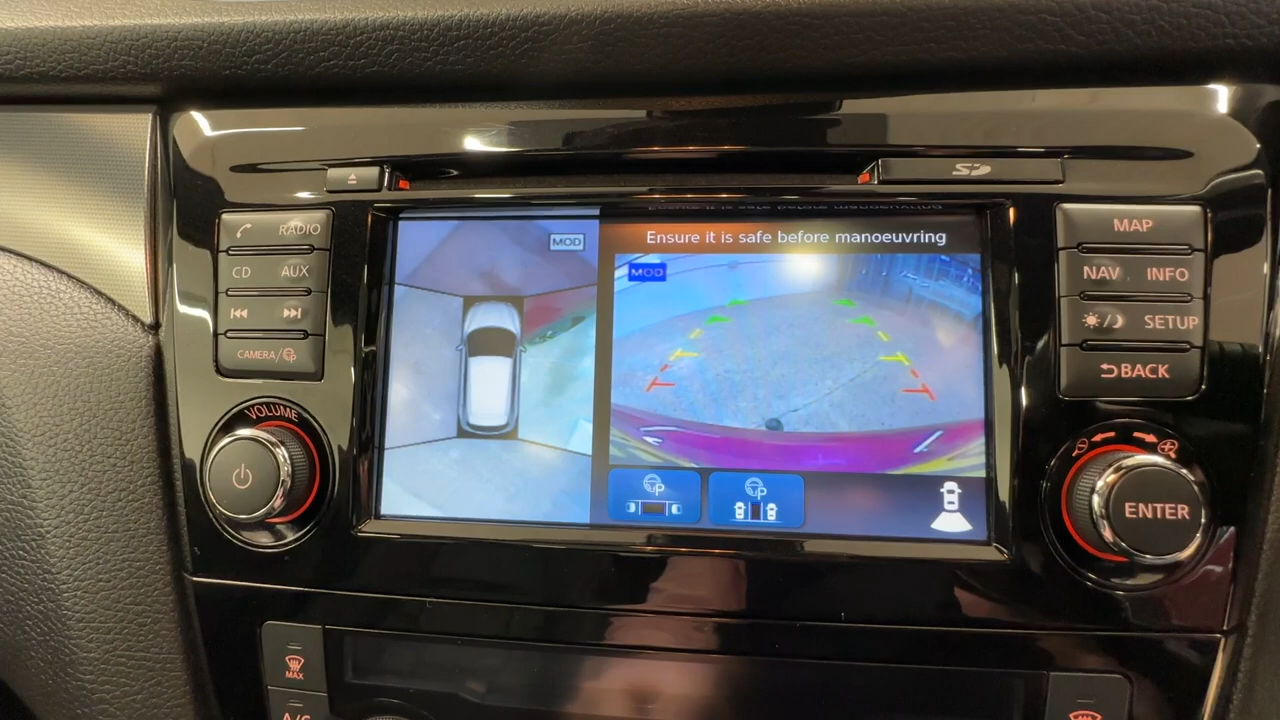 SD
RADIO
CD AUX
CAMERA/
VOLUME
MOD
Ensure it is safe before manoeuvring
MOD
P
P
MAP
NAV INFO
SETUP
BACK
ENTER
MAX
A/C